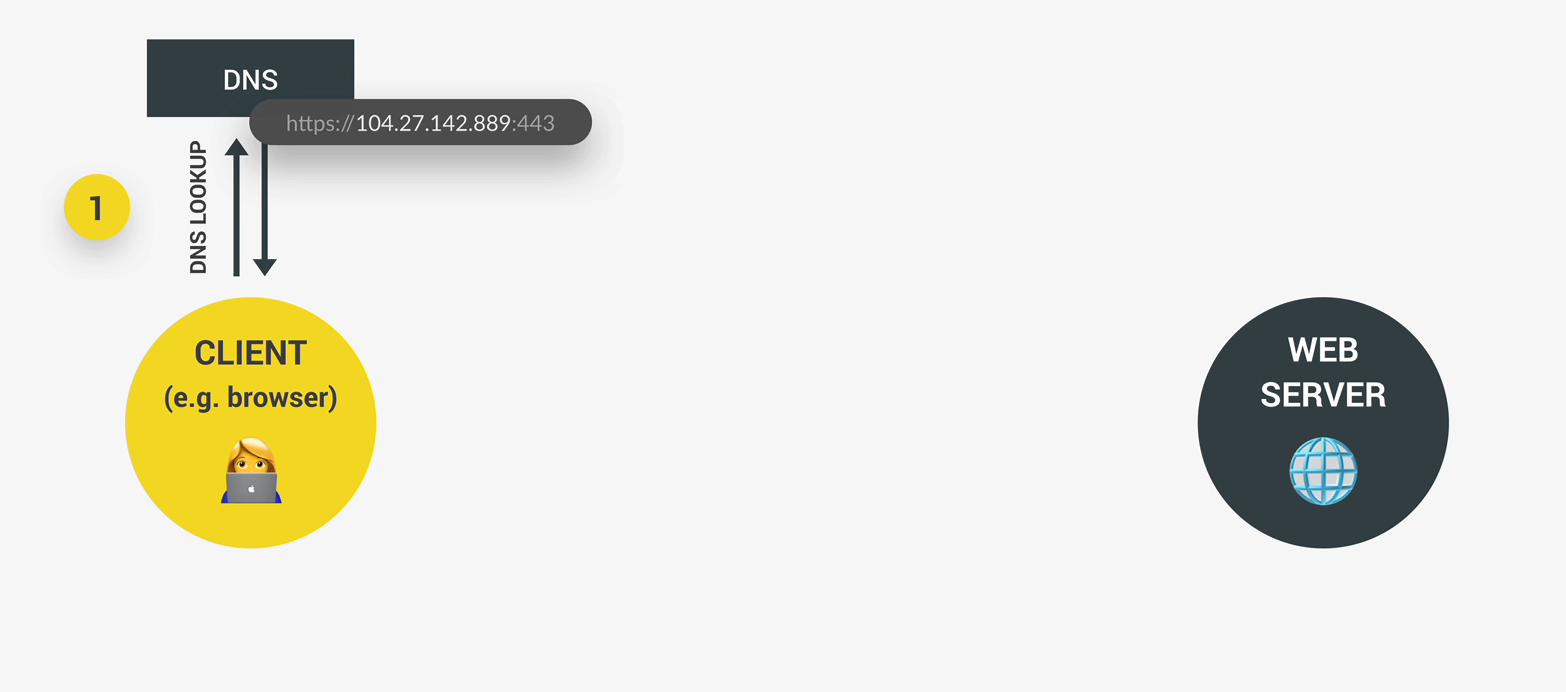 DNS
https://104.27.142.889:443
DNS LOOKUP
1
CLIENT
(e.g. browser)
WEB
SERVER